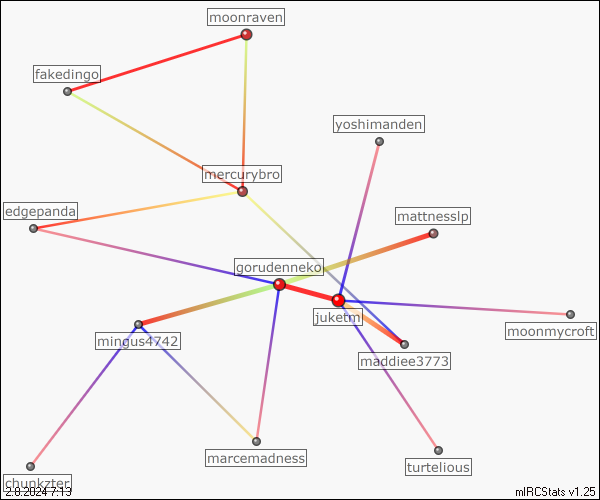 moonraven
fakedingo
yoshimanden
mercurybro
edgepanda
mattnesslp
gorudenneko
juketm
moonmycroft
mingus4742
maddiee3773
marcemadness
turtelious
chupkzter
2.8.2024 7:13
mIRCStats v1.25